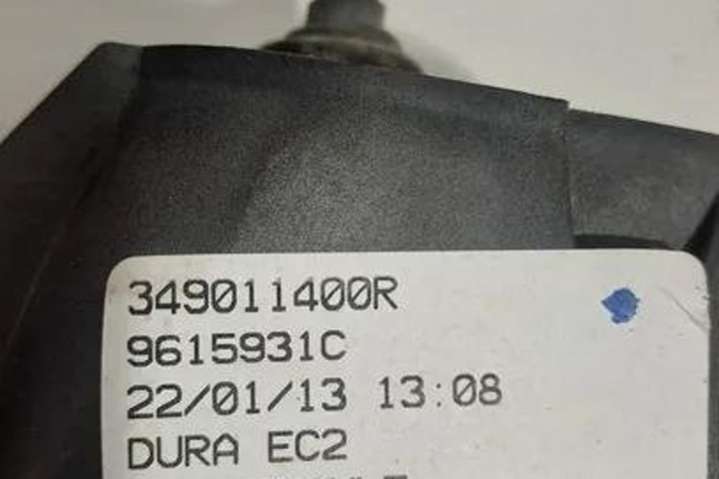 349011400R
9615931C
22/01/13 13:08
DURA EC2